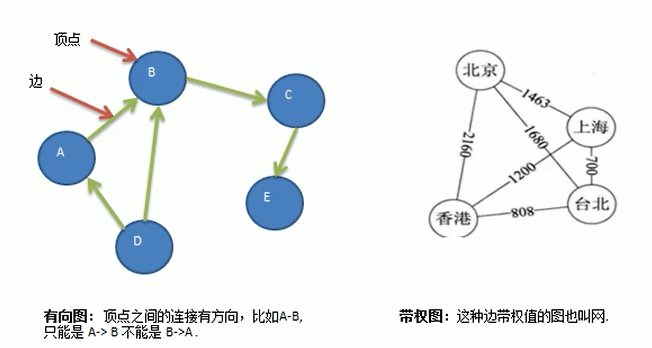 顶点
边
B
C
A
E
D
有向图：顶点之间的连接有方向，比如A-B,
只能是 A-> B 不能是 B->A .
北京
1463
上海
2160
1680
1200
700
香港
808
台北
带权图：这种边带权值的图也叫网.